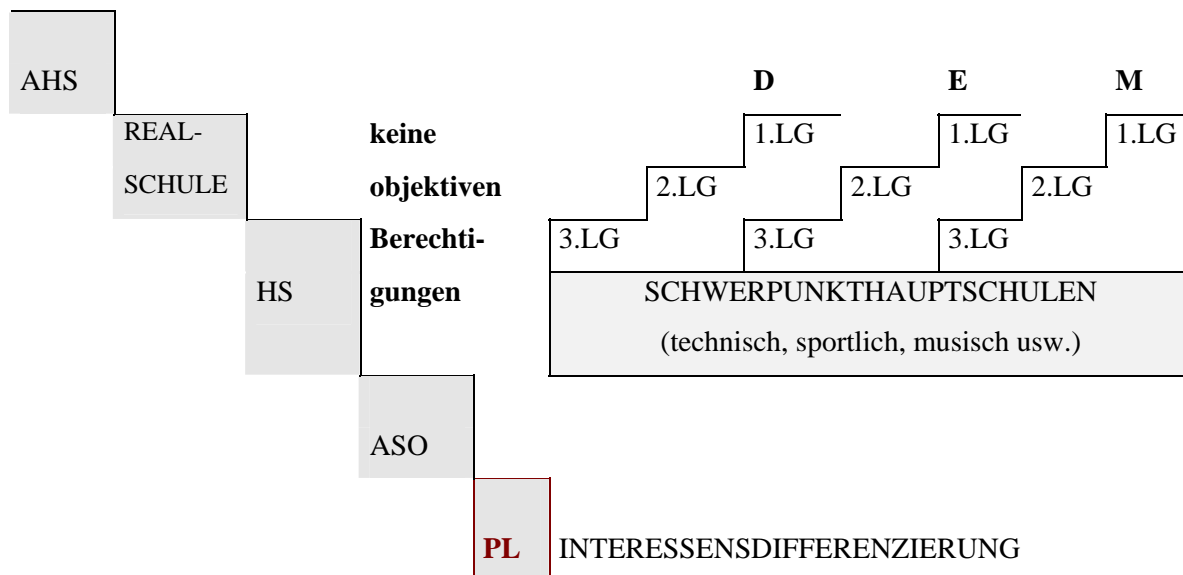 AHS D E M
REAL- keine 1.LG 1.LG 1.LG
SCHULE objektiven 2.LG 2.LG 2.LG
Berechti- 3.LG 3.LG 3.LG
HS gungen SCHWERPUNKTHAUPTSCHULEN
(technisch, sportlich, musisch usw.)
ASO
PL INTERESSENSDIFFERENZIERUNG